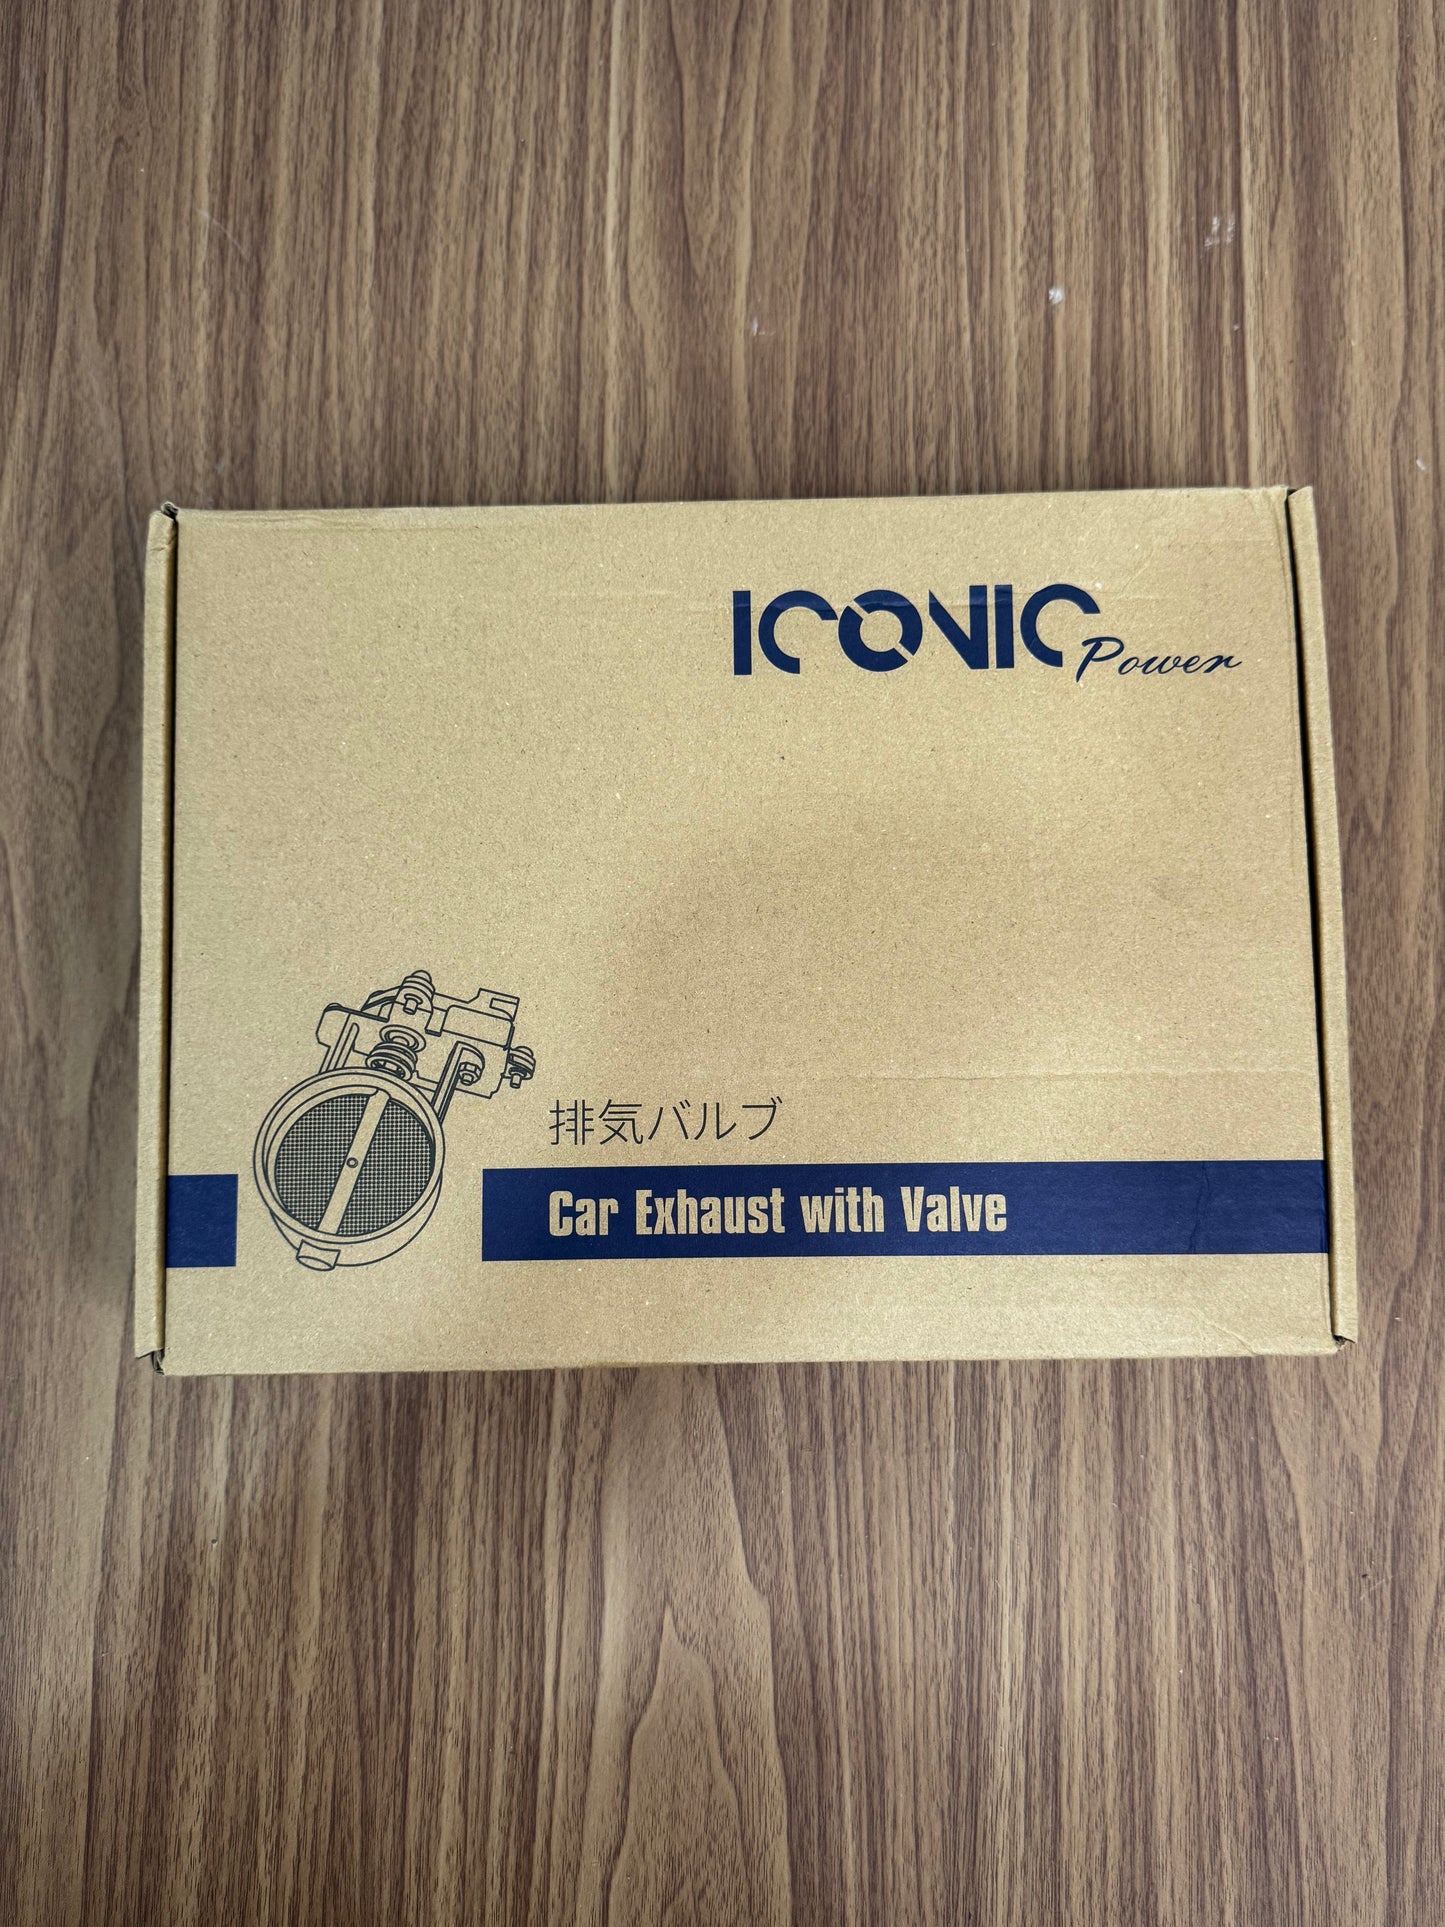 ICONIC Power
排気バルブ
Car Exhaust with Valve